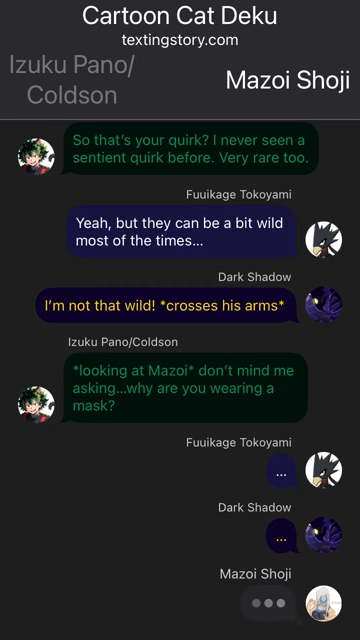 Cartoon Cat Deku
textingstory.com
Izuku Pano/
Coldson
Mazoi Shoji
So that’s your quirk? I never seen a
sentient quirk before. Very rare too.
Fuuikage Tokoyami
Yeah, but they can be a bit wild
most of the times...
Dark Shadow
I’m not that wild! *crosses his arms*
Izuku Pano/Coldson
*looking at Mazoi* don’t mind me
asking...why are you wearing a
mask?
Fuuikage Tokoyami
...
Dark Shadow
...
Mazoi Shoji